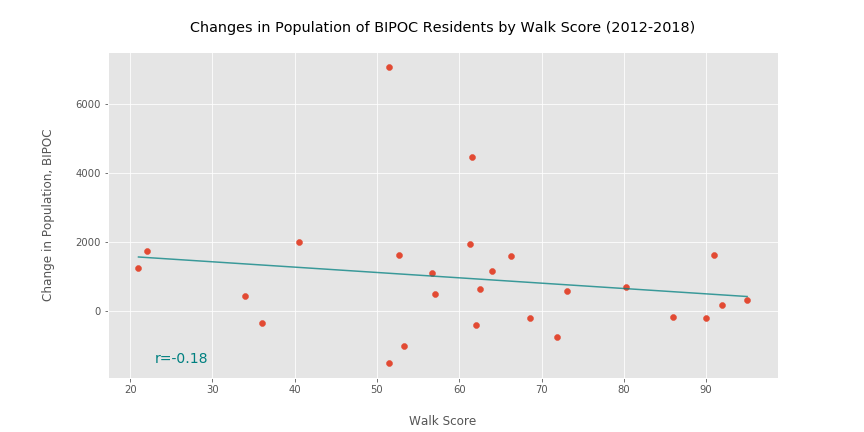 Changes in Population of BIPOC Residents by Walk Score (2012-2018)
Change in Population, BIPOC
6000
4000
2000
0
r=-0.18
20 30 40 50 60 70 80 90
Walk Score